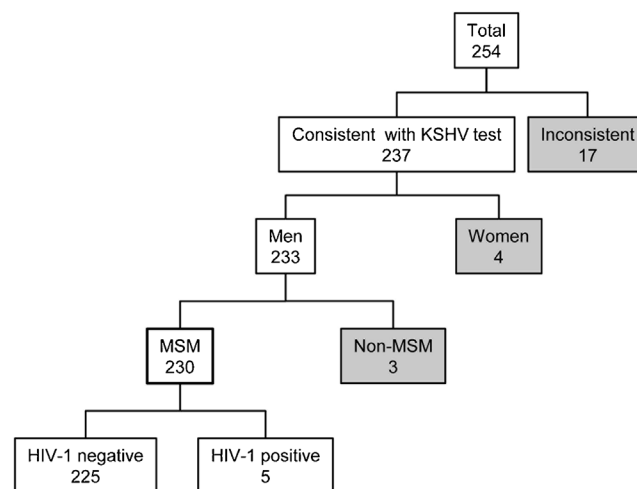 Total
254
Consistent with KSHV test
237
Inconsistent
17
Men
233
Women
4
MSM
230
Non-MSM
3
HIV-1 negative
225
HIV-1 positive
5